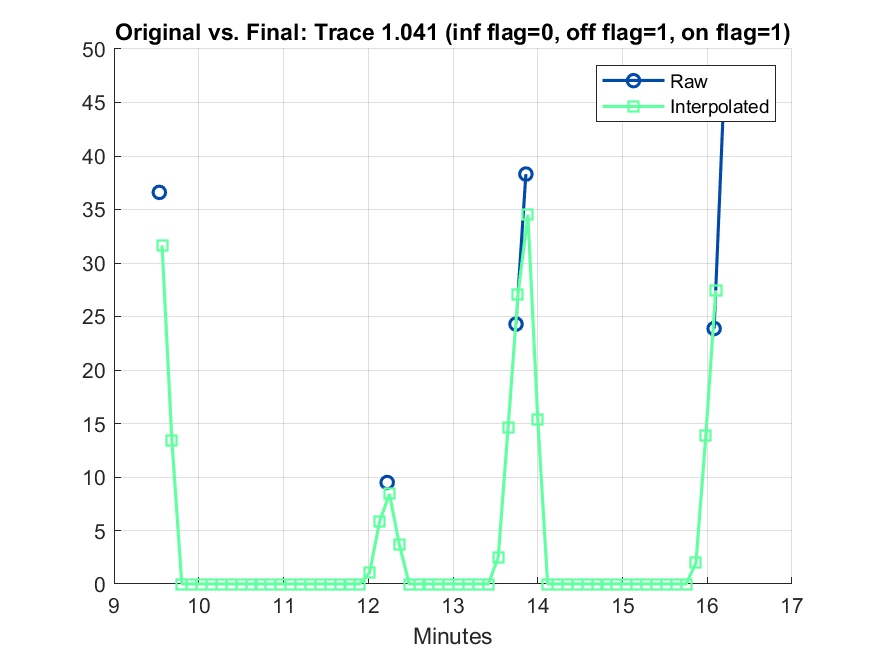 Original vs. Final: Trace 1.041 (inf flag=0, off flag=1, on flag=1)
50
45
40
35
30
25
20
15
10
5
0
Raw
Interpolated
9 10 11 12 13 14 15 16 17
Minutes